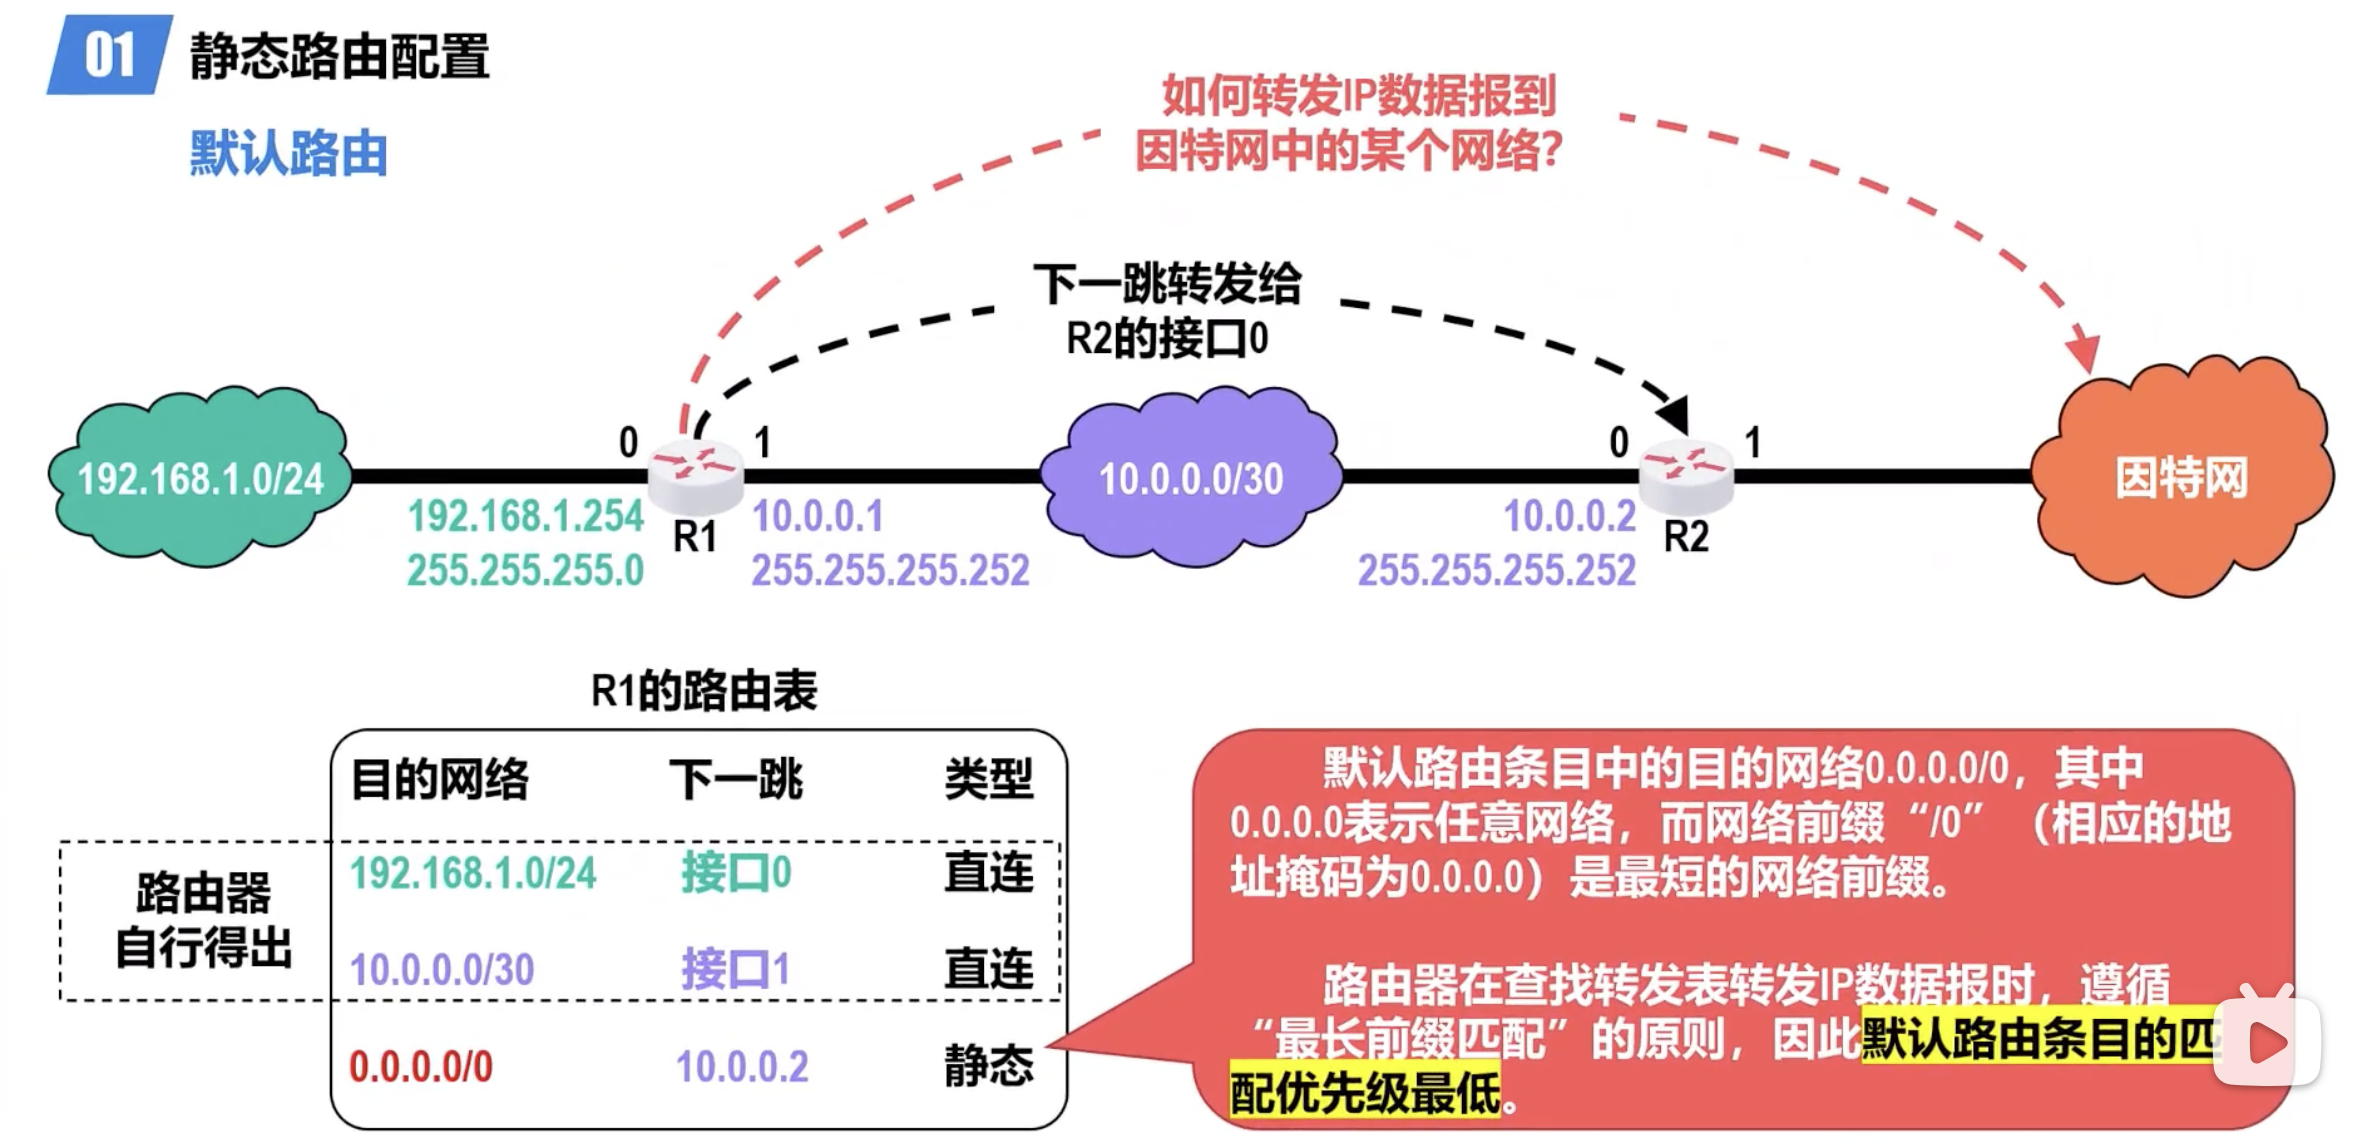 01 静态路由配置
默认路由
如何转发IP数据报到
因特网中的某个网络？
下一跳转发给
R2的接口0
0
1
0
1
192.168.1.0/24
10.0.0.0/30
因特网
192.168.1.254
255.255.255.0
R1
10.0.0.1
255.255.255.252
10.0.0.2
255.255.255.252
R2
R1的路由表
目的网络 下一跳 类型
192.168.1.0/24 接口0 直连
10.0.0.0/30 接口1 直连
0.0.0.0/0 10.0.0.2 静态
路由器
自行得出
默认路由条目中的目的网络0.0.0.0/0，其中
0.0.0.0表示任意网络，而网络前缀“/0”（相应的地
址掩码为0.0.0.0）是最短的网络前缀。
路由器在查找转发表转发IP数据报时，遵循
“最长前缀匹配”的原则，因此默认路由条目的匹
配优先级最低。